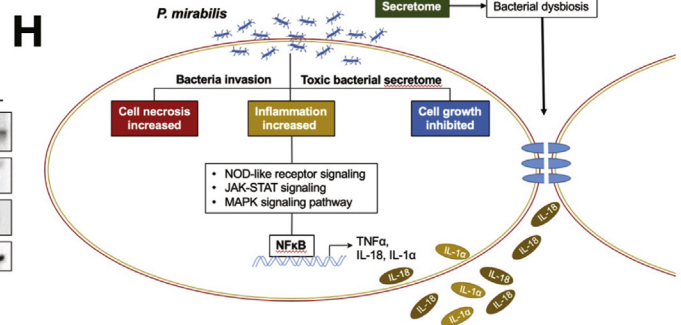 H
P. mirabilis
Secretome
Bacterial dysbiosis
Bacteria invasion
Toxic bacterial secretome
Cell necrosis
increased
Inflammation
increased
Cell growth
inhibited
• NOD-like receptor signaling
• JAK-STAT signaling
• MAPK signaling pathway
NFκB
TNFα,
IL-18, IL-1α
IL-18
IL-18
IL-1α
IL-18
IL-18
IL-1α
IL-18
IL-18
IL-1α